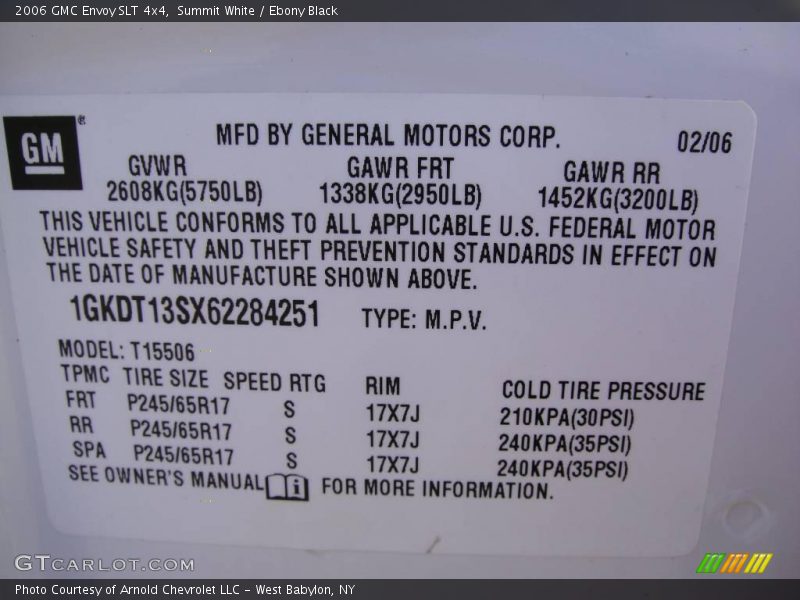 2006 GMC Envoy SLT 4x4, Summit White / Ebony Black
GM®
MFD BY GENERAL MOTORS CORP. 02/06
GVWR GAWR FRT GAWR RR
2608KG(5750LB) 1338KG(2950LB) 1452KG(3200LB)
THIS VEHICLE CONFORMS TO ALL APPLICABLE U.S. FEDERAL MOTOR
VEHICLE SAFETY AND THEFT PREVENTION STANDARDS IN EFFECT ON
THE DATE OF MANUFACTURE SHOWN ABOVE.
1GKDT13SX62284251 TYPE: M.P.V.
MODEL: T15506
TPMC TIRE SIZE SPEED RTG RIM COLD TIRE PRESSURE
FRT P245/65R17 S 17X7J 210KPA(30PSI)
RR P245/65R17 S 17X7J 240KPA(35PSI)
SPA P245/65R17 S 17X7J 240KPA(35PSI)
SEE OWNER'S MANUAL i FOR MORE INFORMATION.
GTCARLOT.COM
Photo Courtesy of Arnold Chevrolet LLC - West Babylon, NY